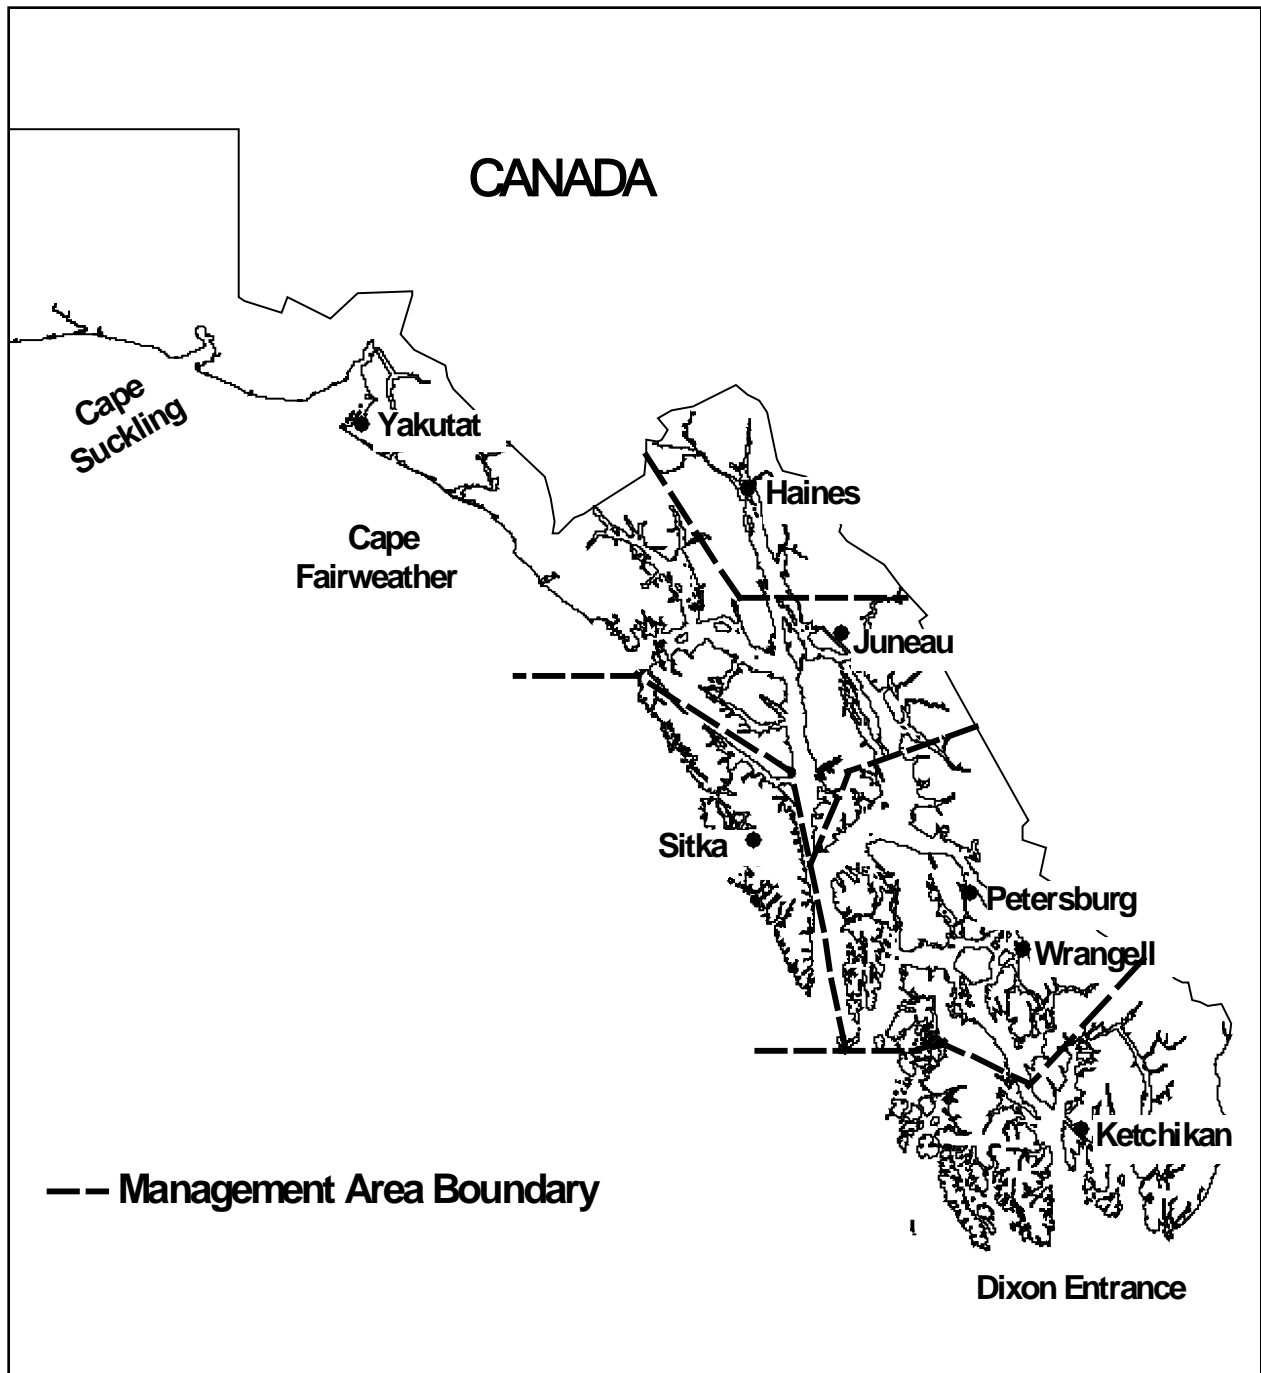 CANADA
Cape
Suckling
Yakutat
Haines
Cape
Fairweather
Juneau
Sitka
Petersburg
Wrangell
Ketchikan
Management Area Boundary
Dixon Entrance